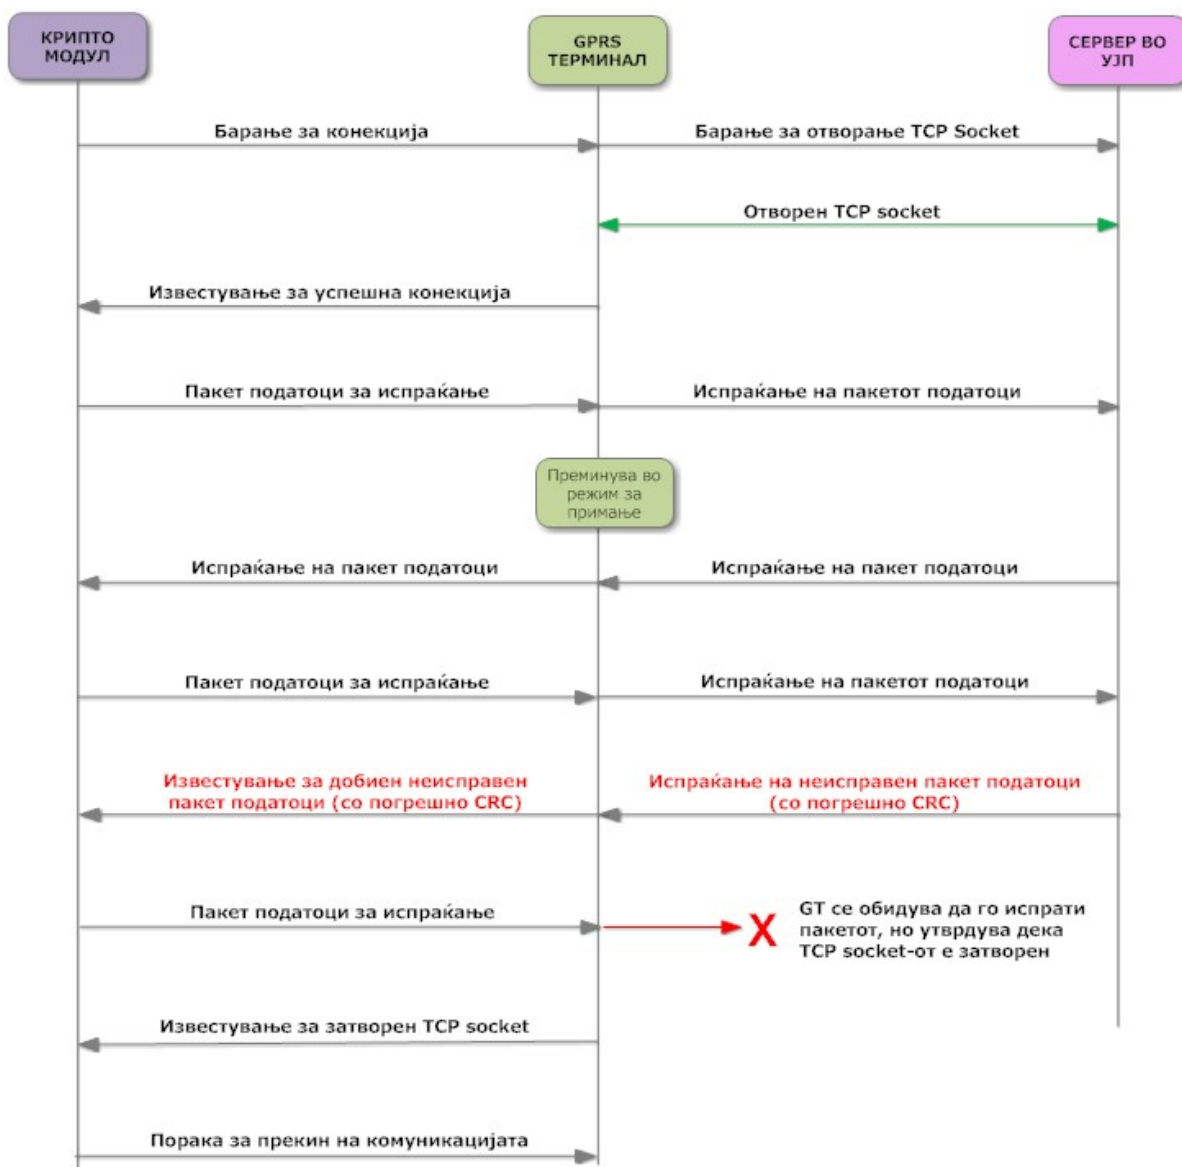 КРИПТО
МОДУЛ
GPRS
ТЕРМИНАЛ
СЕРВЕР ВО
УЈП
Барање за конекција
Барање за отворање TCP Socket
Отворен TCP socket
Известување за успешна конекција
Пакет податоци за испраќање
Испраќање на пакетот податоци
Преминува во
режим за
примање
Испраќање на пакет податоци
Испраќање на пакет податоци
Пакет податоци за испраќање
Испраќање на пакетот податоци
Известување за добиен неисправен
пакет податоци (со погрешно CRC)
Испраќање на неисправен пакет податоци
(со погрешно CRC)
Пакет податоци за испраќање
X
GT се обидува да го испрати
пакетот, но утврдува дека
TCP socket-от е затворен
Известување за затворен TCP socket
Порака за прекин на комуникацијата